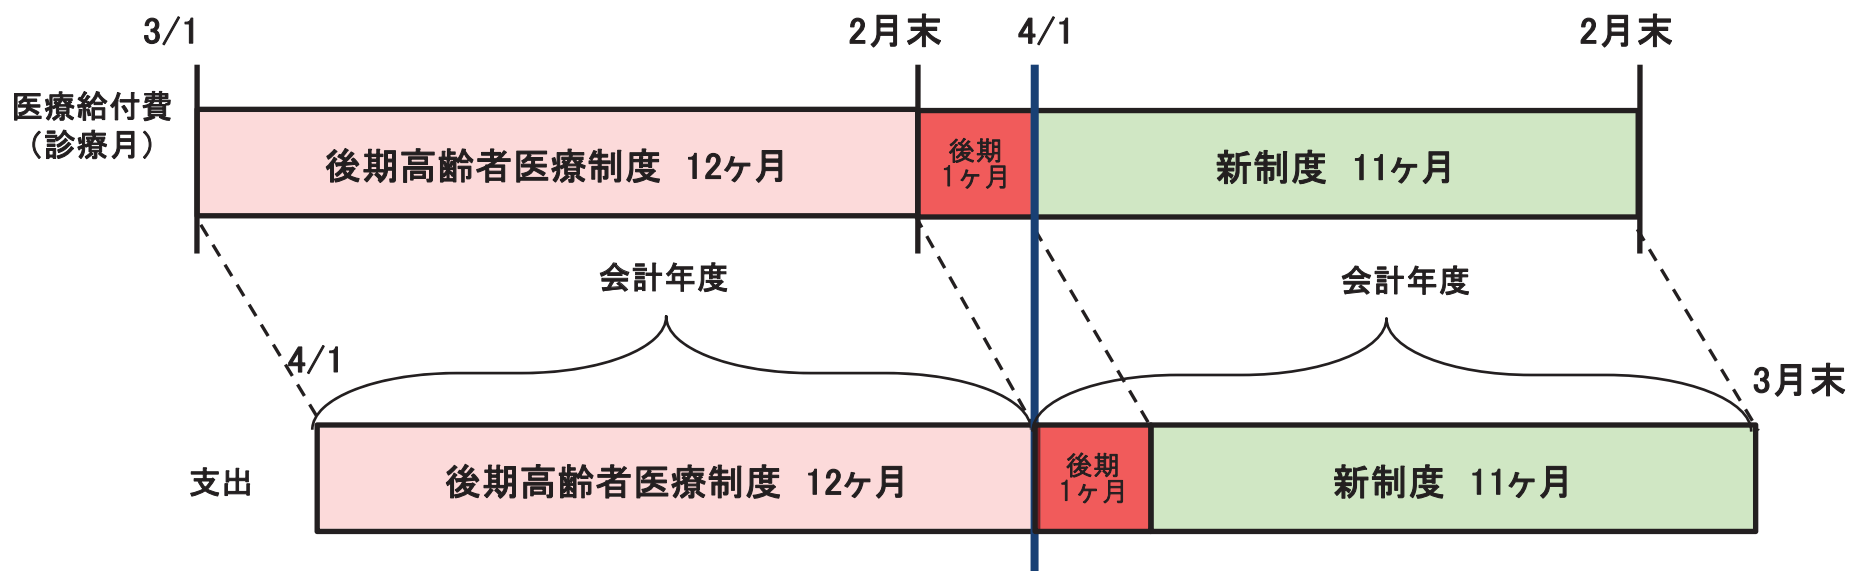 3/1
2月末
4/1
2月末
医療給付費
（診療月）
後期高齢者医療制度 12ヶ月
後期
1ヶ月
新制度 11ヶ月
会計年度
会計年度
4/1
3月末
支出
後期高齢者医療制度 12ヶ月
後期
1ヶ月
新制度 11ヶ月